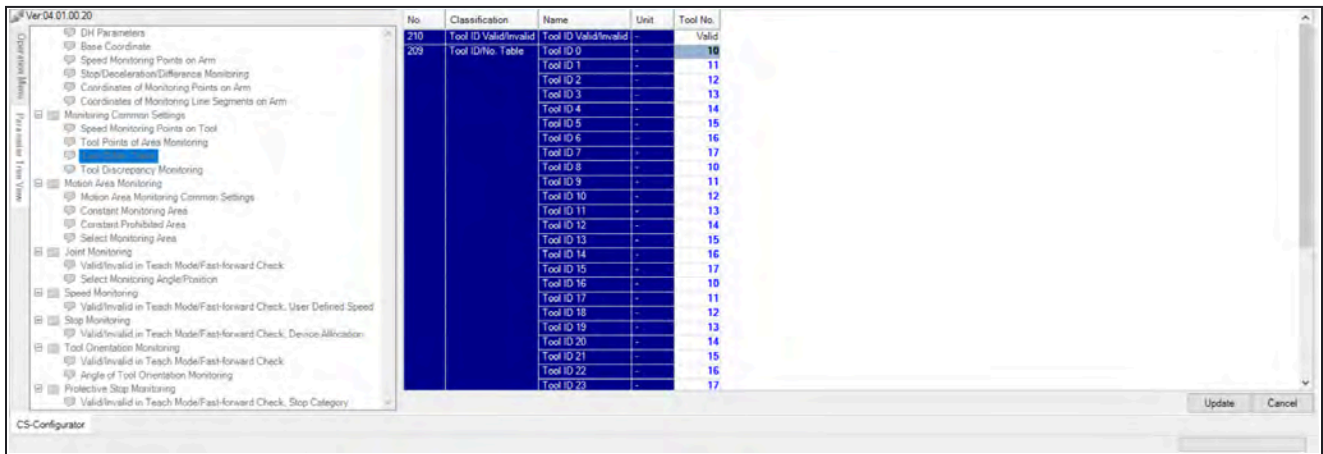 Ver:04.01.00.20
Operation Menu
Parameter Tree View
DH Parameters
Base Coordinate
Speed Monitoring Points on Arm
Stop/Deceleration/Difference Monitoring
Coordinates of Monitoring Points on Arm
Coordinates of Monitoring Line Segments on Arm
Monitoring Common Settings
Speed Monitoring Points on Tool
Tool Points of Area Monitoring
Tool Discrepancy Monitoring
Motion Area Monitoring
Motion Area Monitoring Common Settings
Constant Monitoring Area
Constant Prohibited Area
Select Monitoring Area
Joint Monitoring
Valid/Invalid in Teach Mode/Fast-forward Check
Select Monitoring Angle/Position
Speed Monitoring
Valid/Invalid in Teach Mode/Fast-forward Check, User Defined Speed
Stop Monitoring
Valid/Invalid in Teach Mode/Fast-forward Check, Device Allocation
Tool Orientation Monitoring
Valid/Invalid in Teach Mode/Fast-forward Check
Angle of Tool Orientation Monitoring
Protective Stop Monitoring
Valid/Invalid in Teach Mode/Fast-forward Check, Stop Category
No. Classification Name Unit Tool No.
210 Tool ID Valid/Invalid Tool ID Valid/Invalid - Valid
209 Tool ID/No. Table Tool ID 0 - 10
Tool ID 1 - 11
Tool ID 2 - 12
Tool ID 3 - 13
Tool ID 4 - 14
Tool ID 5 - 15
Tool ID 6 - 16
Tool ID 7 - 17
Tool ID 8 - 10
Tool ID 9 - 11
Tool ID 10 - 12
Tool ID 11 - 13
Tool ID 12 - 14
Tool ID 13 - 15
Tool ID 14 - 16
Tool ID 15 - 17
Tool ID 16 - 10
Tool ID 17 - 11
Tool ID 18 - 12
Tool ID 19 - 13
Tool ID 20 - 14
Tool ID 21 - 15
Tool ID 22 - 16
Tool ID 23 - 17
Update Cancel
CS-Configurator